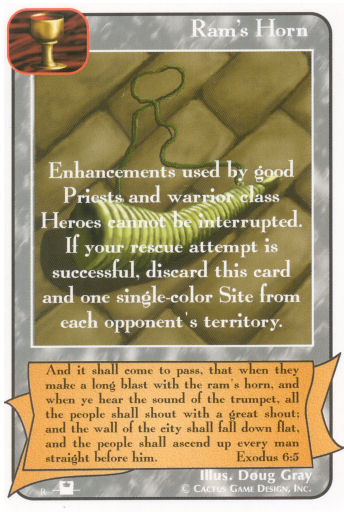 Ram's Horn
Enhancements used by good
Priests and warrior class
Heroes cannot be interrupted.
If your rescue attempt is
successful, discard this card
and one single-color Site from
each opponent's territory.
And it shall come to pass, that when they
make a long blast with the ram's horn, and
when ye hear the sound of the trumpet, all
the people shall shout with a great shout;
and the wall of the city shall fall down flat,
and the people shall ascend up every man
straight before him. Exodus 6:5
Illus. Doug Gray
R © Cactus Game Design, Inc.